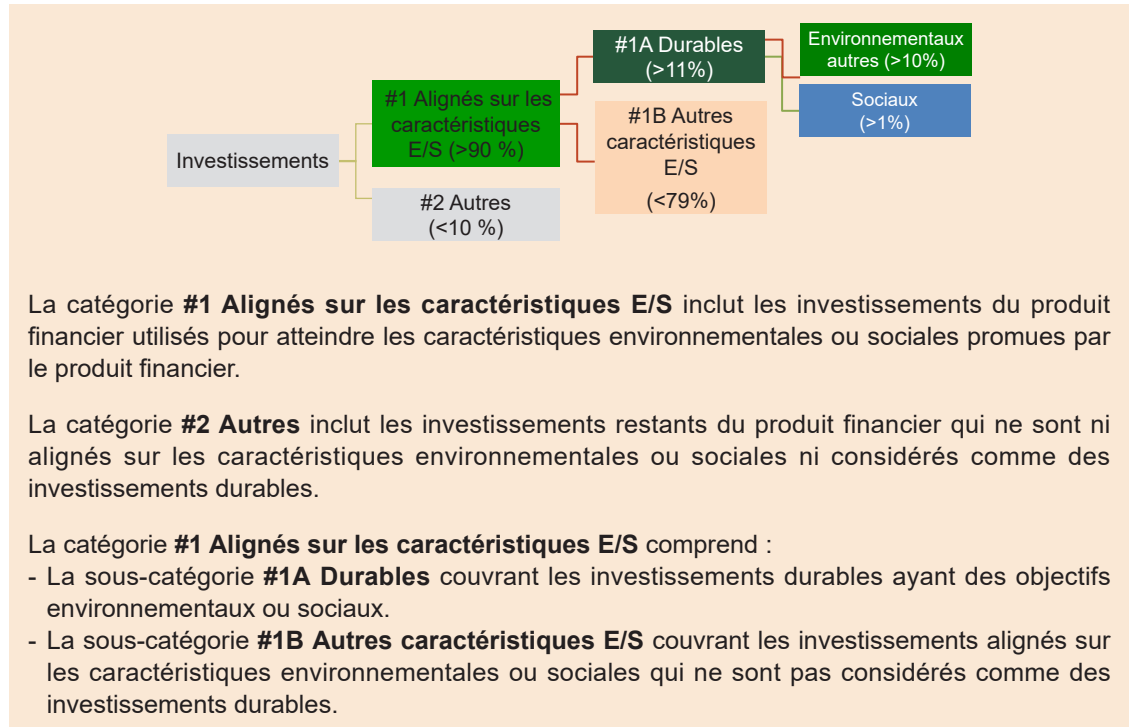 #1A Durables
(>11%)
Environnementaux
autres (>10%)
#1 Alignés sur les
caractéristiques
E/S (>90 %)
Sociaux
(>1%)
#1B Autres
caractéristiques
E/S
(<79%)
Investissements
#2 Autres
(<10 %)
La catégorie #1 Alignés sur les caractéristiques E/S inclut les investissements du produit
financier utilisés pour atteindre les caractéristiques environnementales ou sociales promues par
le produit financier.
La catégorie #2 Autres inclut les investissements restants du produit financier qui ne sont ni
alignés sur les caractéristiques environnementales ou sociales ni considérés comme des
investissements durables.
La catégorie #1 Alignés sur les caractéristiques E/S comprend :
- La sous-catégorie #1A Durables couvrant les investissements durables ayant des objectifs
environnementaux ou sociaux.
- La sous-catégorie #1B Autres caractéristiques E/S couvrant les investissements alignés sur
les caractéristiques environnementales ou sociales qui ne sont pas considérés comme des
investissements durables.